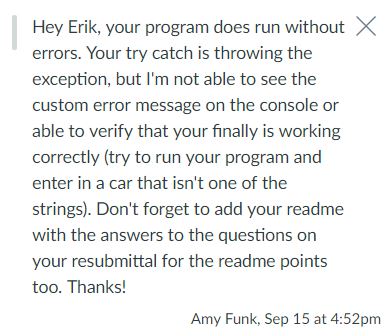 Hey Erik, your program does run without
errors. Your try catch is throwing the
exception, but I'm not able to see the
custom error message on the console or
able to verify that your finally is working
correctly (try to run your program and
enter in a car that isn't one of the
strings). Don't forget to add your readme
with the answers to the questions on
your resubmittal for the readme points
too. Thanks!
Amy Funk, Sep 15 at 4:52pm